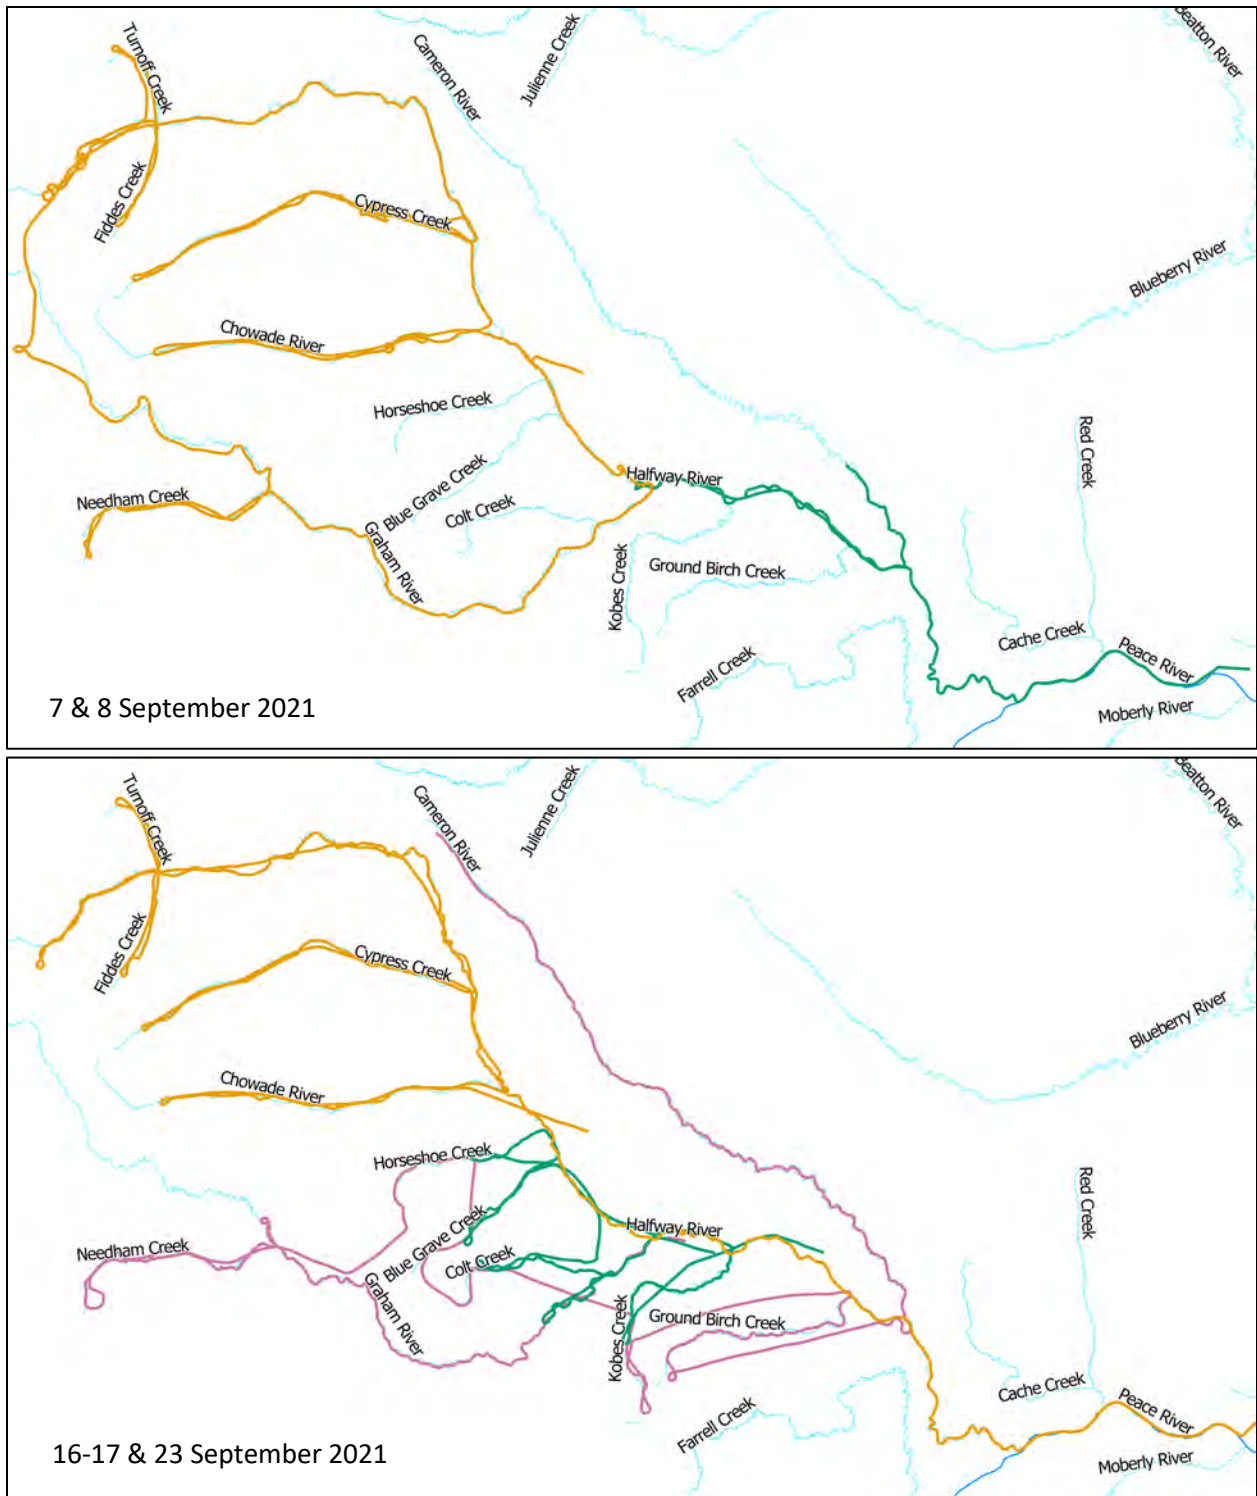 Turnoff Creek
Cameron River
Julienne Creek
Beatton River
Fiddes Creek
Cypress Creek
Blueberry River
Chowade River
Horseshoe Creek
Red Creek
Halfway River
Blue Grave Creek
Needham Creek
Colt Creek
Graham River
Kobes Creek
Ground Birch Creek
Cache Creek
Peace River
Farrell Creek
Moberly River
7 & 8 September 2021
Turnoff Creek
Cameron River
Julienne Creek
Beatton River
Fiddes Creek
Cypress Creek
Blueberry River
Chowade River
Horseshoe Creek
Red Creek
Halfway River
Blue Grave Creek
Needham Creek
Colt Creek
Graham River
Kobes Creek
Ground Birch Creek
Cache Creek
Peace River
Farrell Creek
Moberly River
16-17 & 23 September 2021